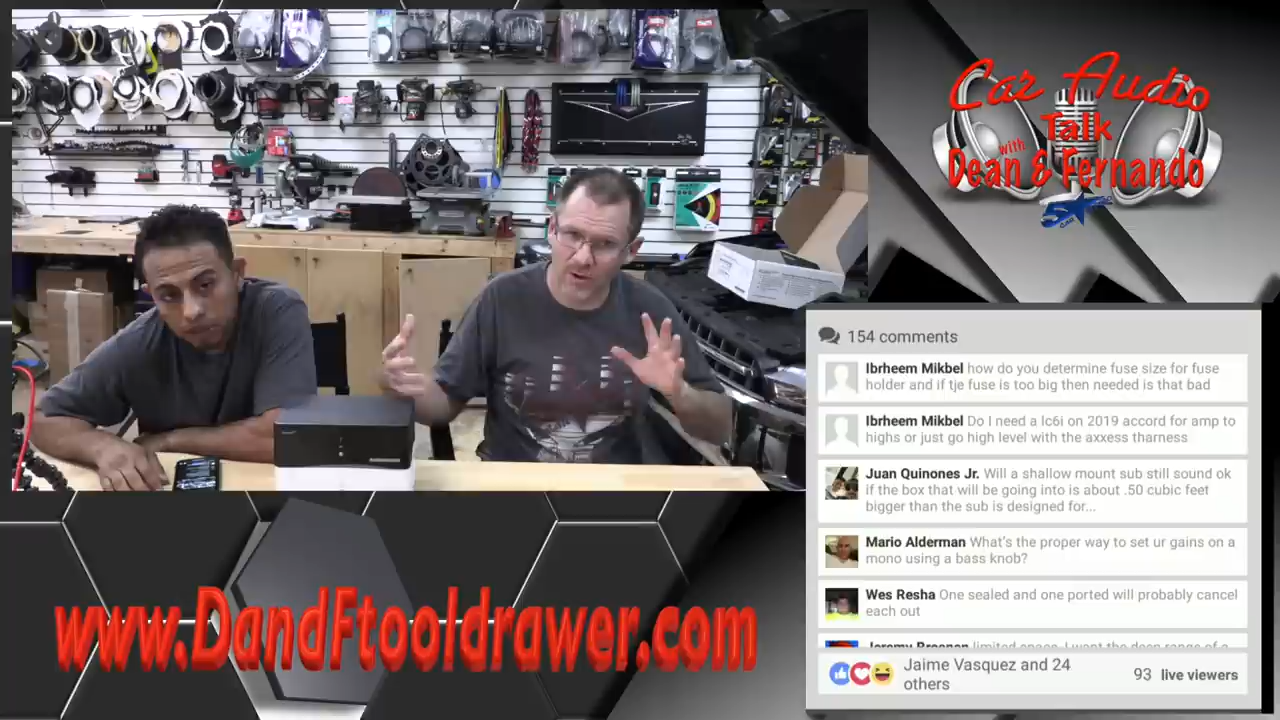 Car Audio
Talk
with
Dean & Fernando
5
154 comments
Ibrheem Mikbel how do you determine fuse size for fuse
holder and if tje fuse is too big then needed is that bad
Ibrheem Mikbel Do I need a lc6i on 2019 accord for amp to
highs or just go high level with the axxess tharness
Juan Quinones Jr. Will a shallow mount sub still sound ok
if the box that will be going into is about .50 cubic feet
bigger than the sub is designed for...
Mario Alderman What's the proper way to set ur gains on a
mono using a bass knob?
Wes Resha One sealed and one ported will probably cancel
each out
Jaime Vasquez and 24
others
93 live viewers
www.DandFtooldrawer.com